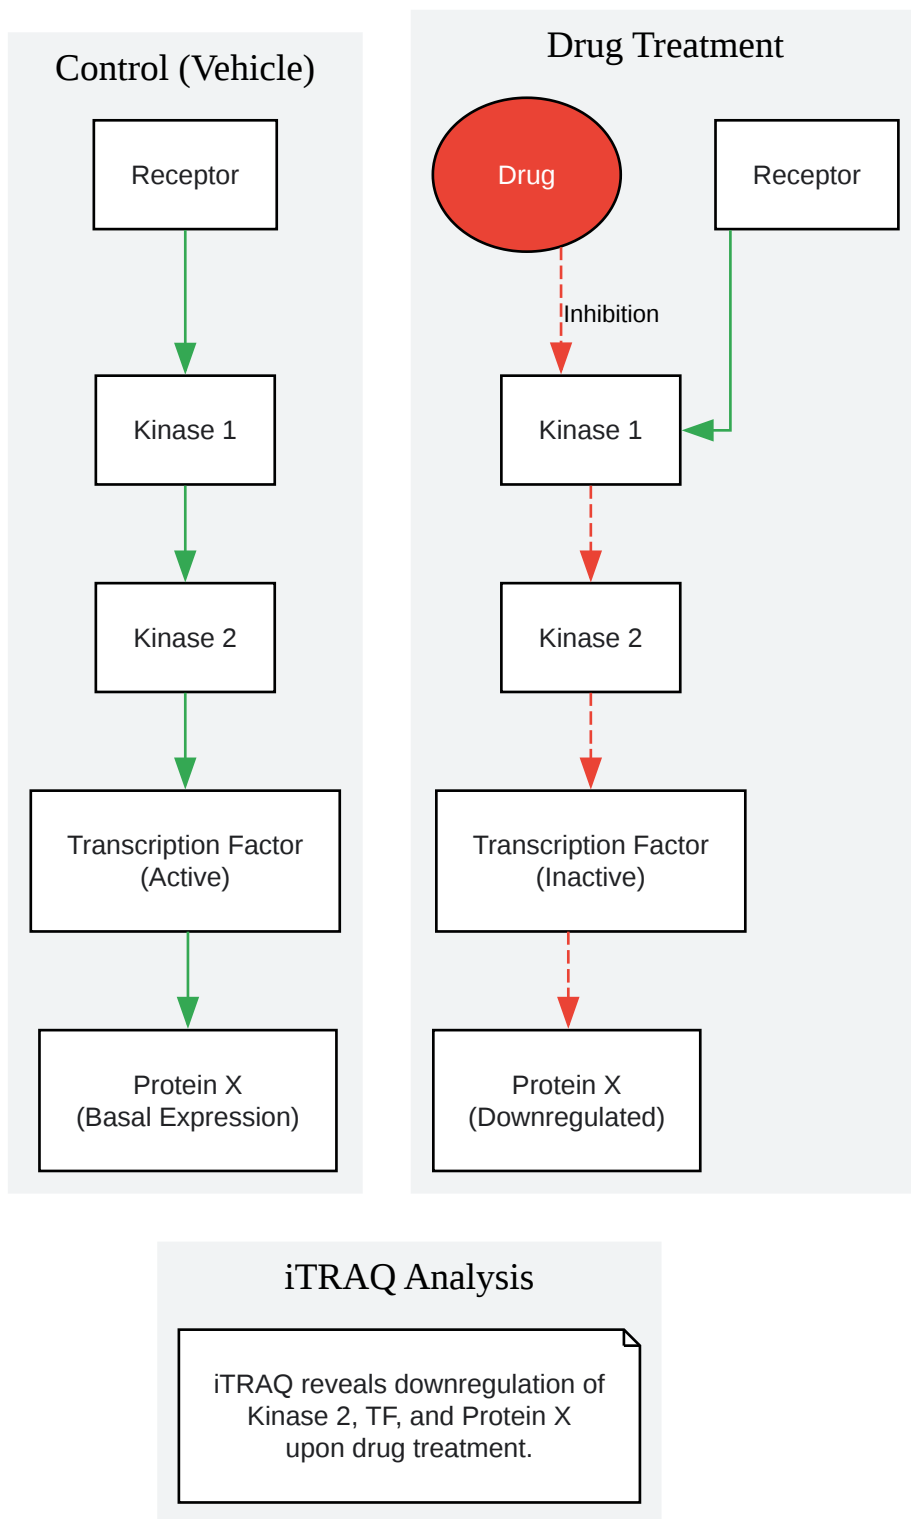 Control (Vehicle)
Receptor
Kinase 1
Kinase 2
Transcription Factor
(Active)
Protein X
(Basal Expression)
Drug Treatment
Drug
Receptor
Inhibition
Kinase 1
Kinase 2
Transcription Factor
(Inactive)
Protein X
(Downregulated)
iTRAQ Analysis
iTRAQ reveals downregulation of
Kinase 2, TF, and Protein X
upon drug treatment.